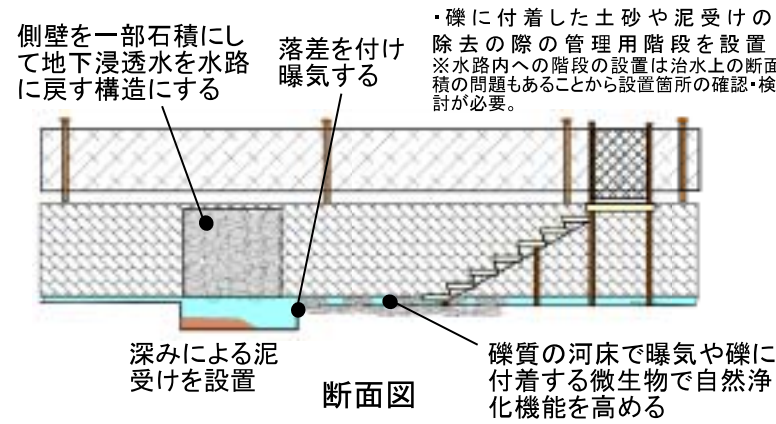 側壁を一部石積にし
て地下浸透水を水路
に戻す構造にする
落差を付け
曝気する
・礫に付着した土砂や泥受けの
除去の際の管理用階段を設置
※水路内への階段の設置は治水上の断面
積の問題もあることから設置箇所の確認・検
討が必要。
深みによる泥
受けを設置
断面図
礫質の河床で曝気や礫に
付着する微生物で自然浄
化機能を高める